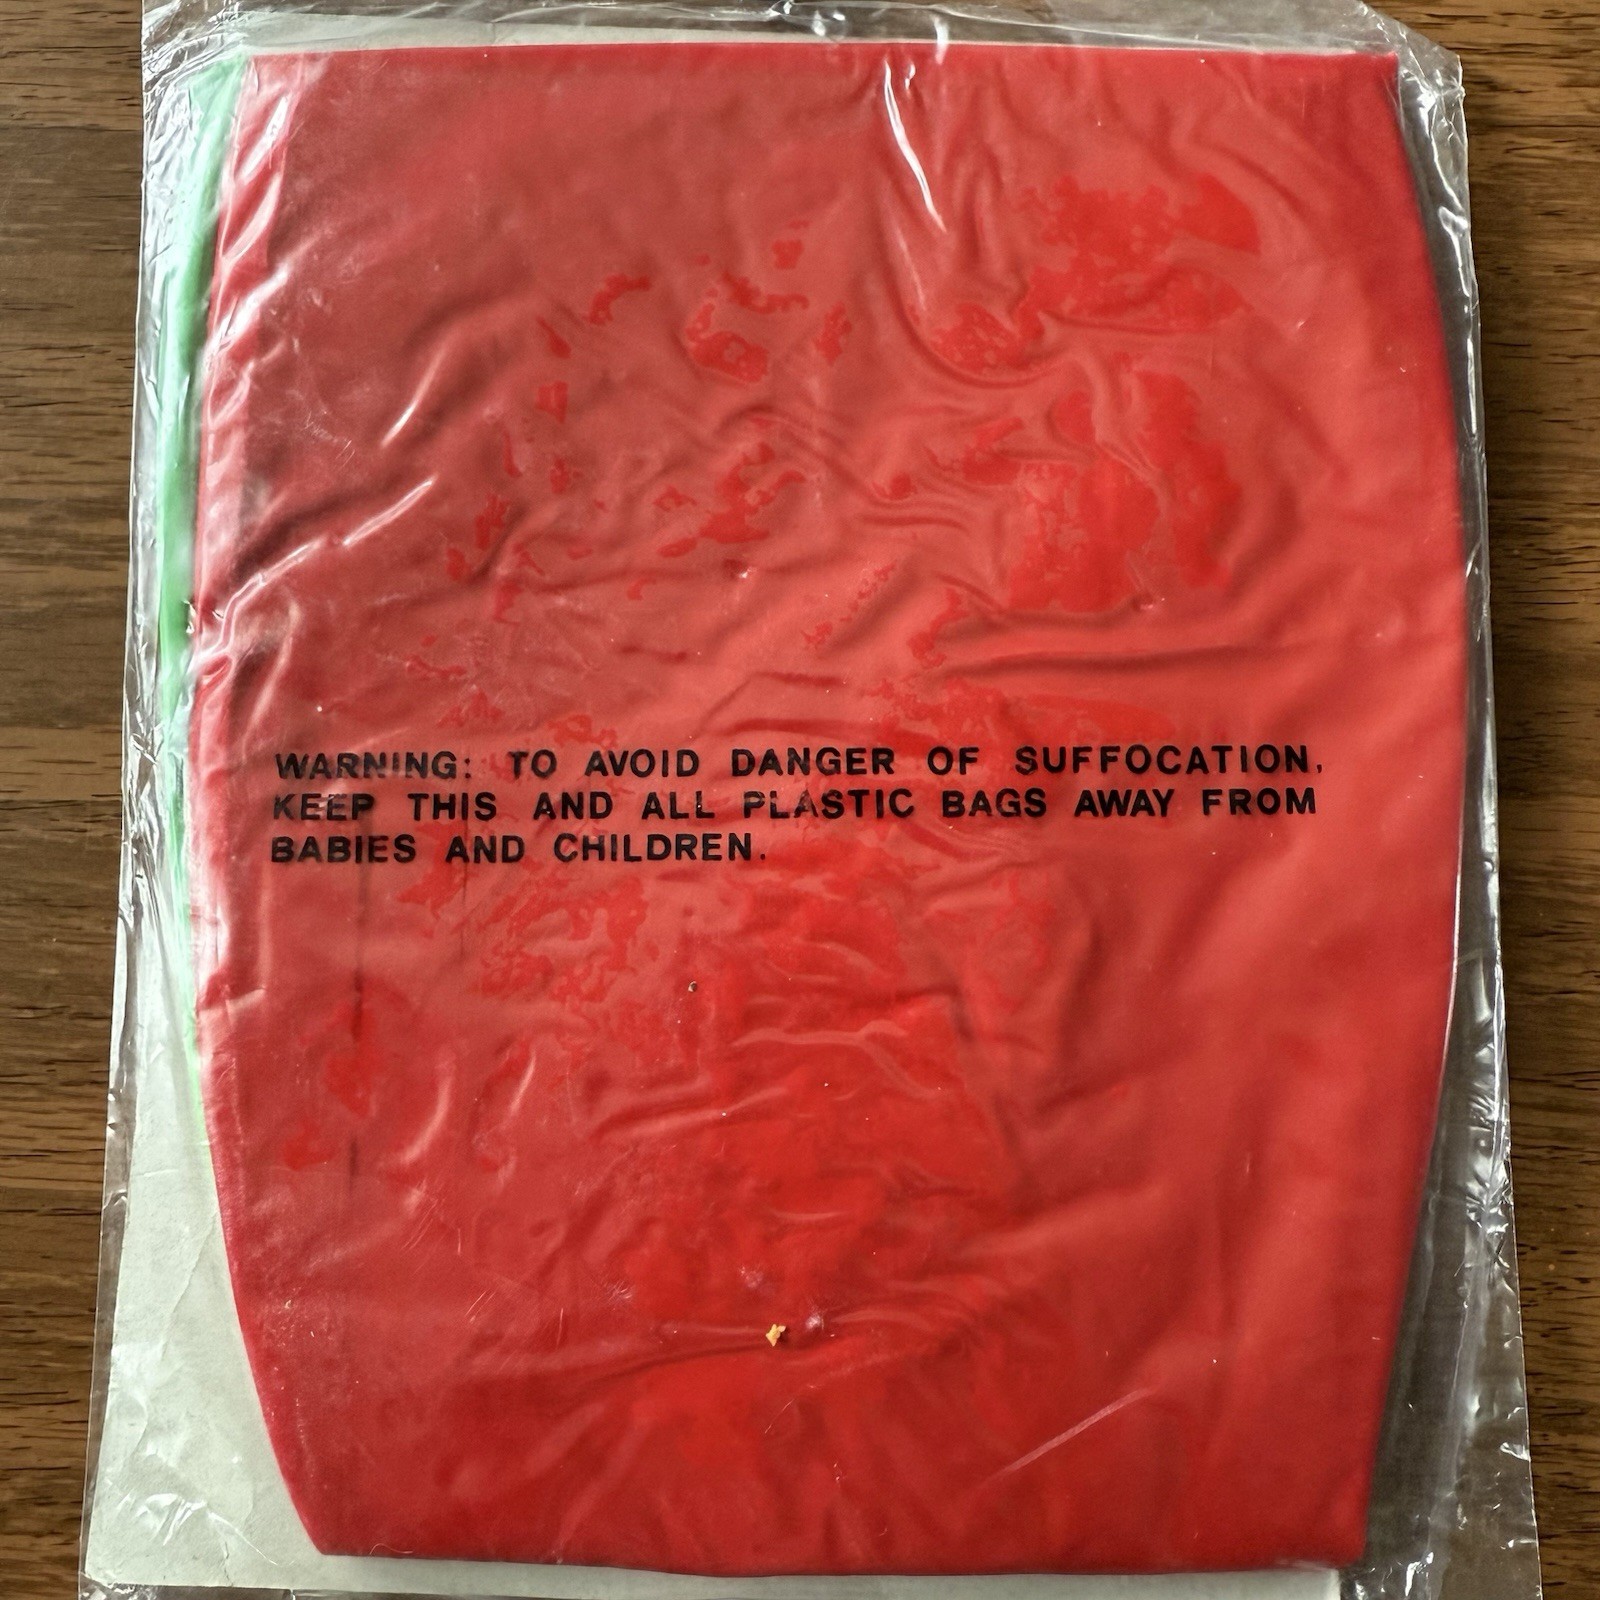 WARNING: TO AVOID DANGER OF SUFFOCATION,
KEEP THIS AND ALL PLASTIC BAGS AWAY FROM
BABIES AND CHILDREN.